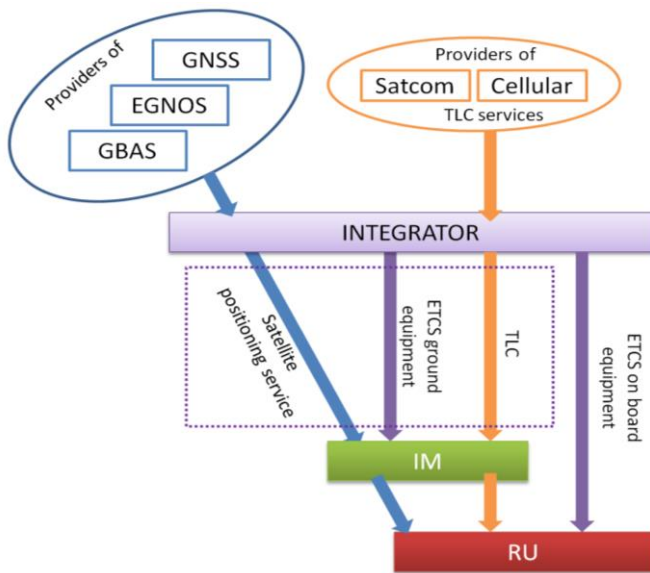 Providers of
GNSS
EGNOS
GBAS
Providers of
Satcom
Cellular
TLC services
INTEGRATOR
Satellite
positioning service
ETCS ground
equipment
TLC
ETCS on board
equipment
IM
RU